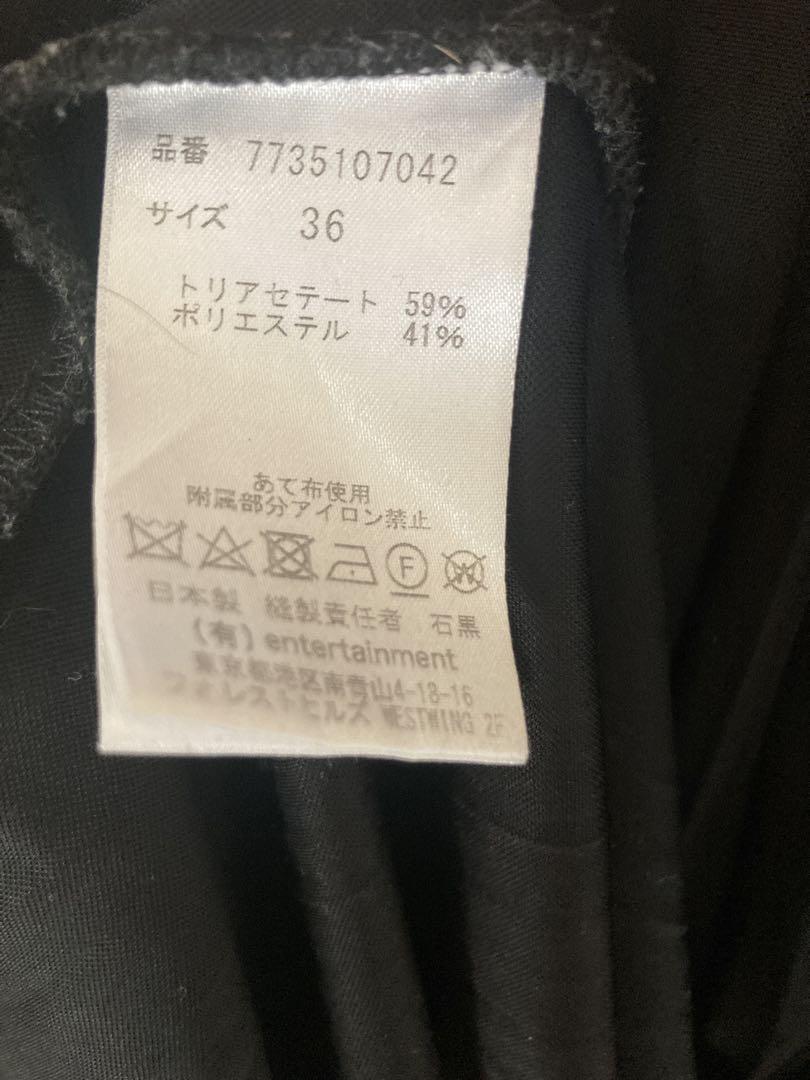 品番 7735107042
サイズ 36
トリアセテート 59%
ポリエステル 41%
あて布使用
附属部分アイロン禁止
F W
日本製 縫製責任者 石黒
(有) entertainment
東京都港区南青山4-18-16
フォレストヒルズ WESTWING 2F